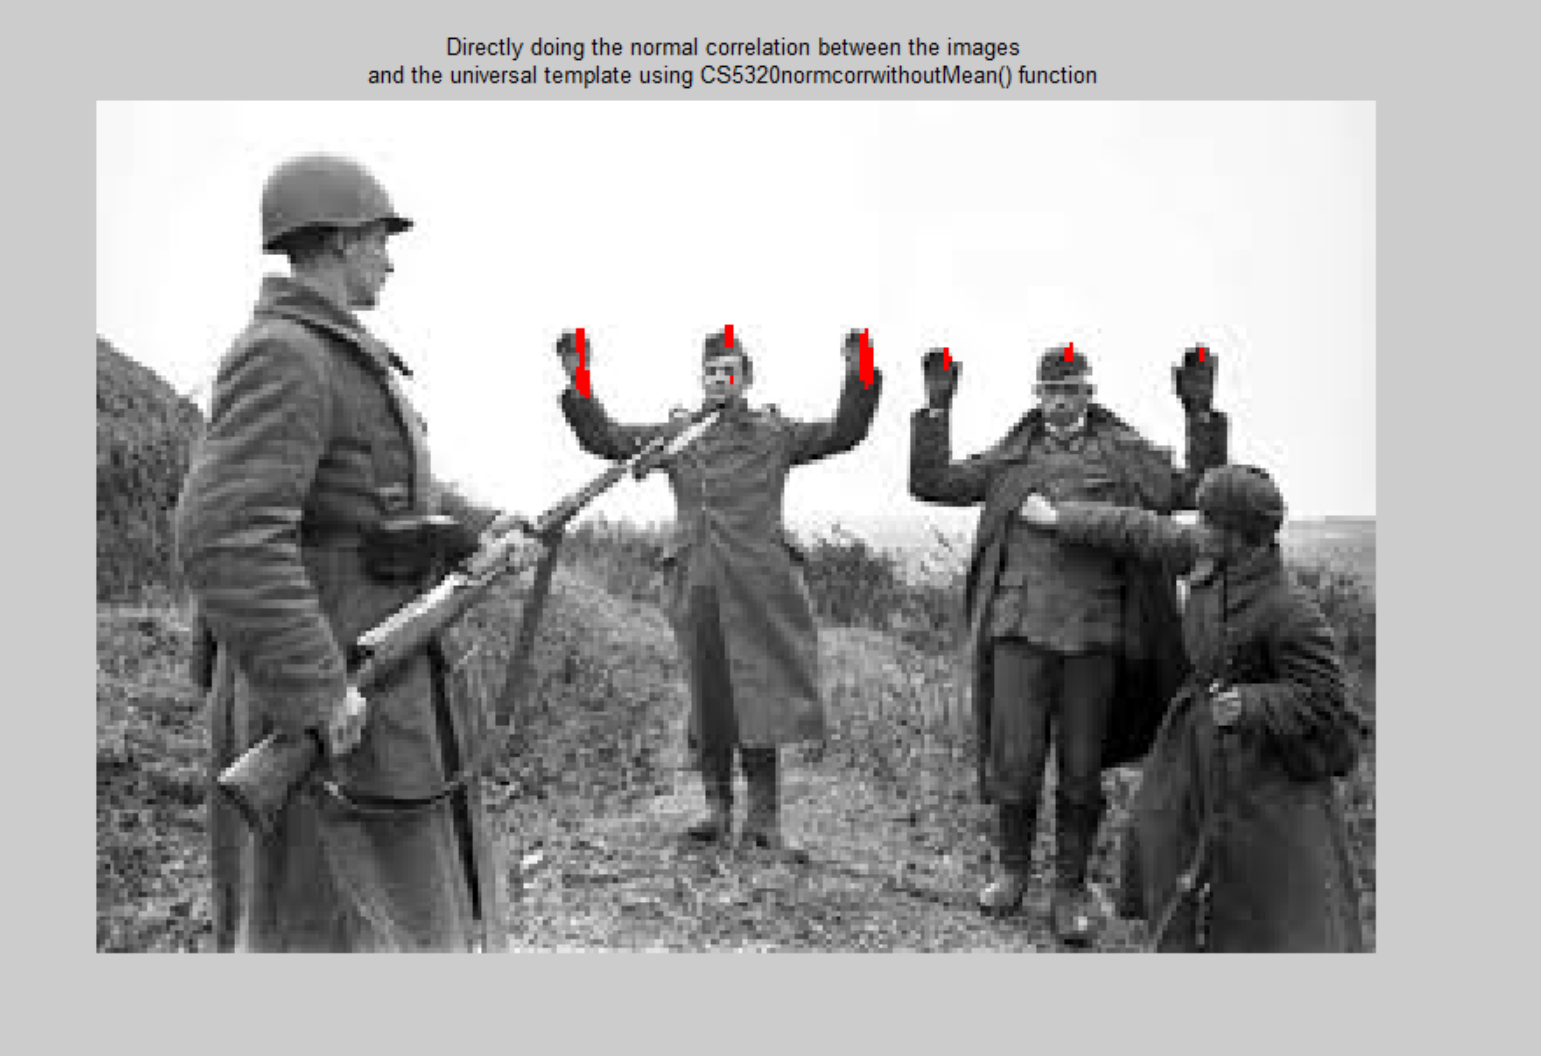 Directly doing the normal correlation between the images
and the universal template using CS5320normcorrwithoutMean() function